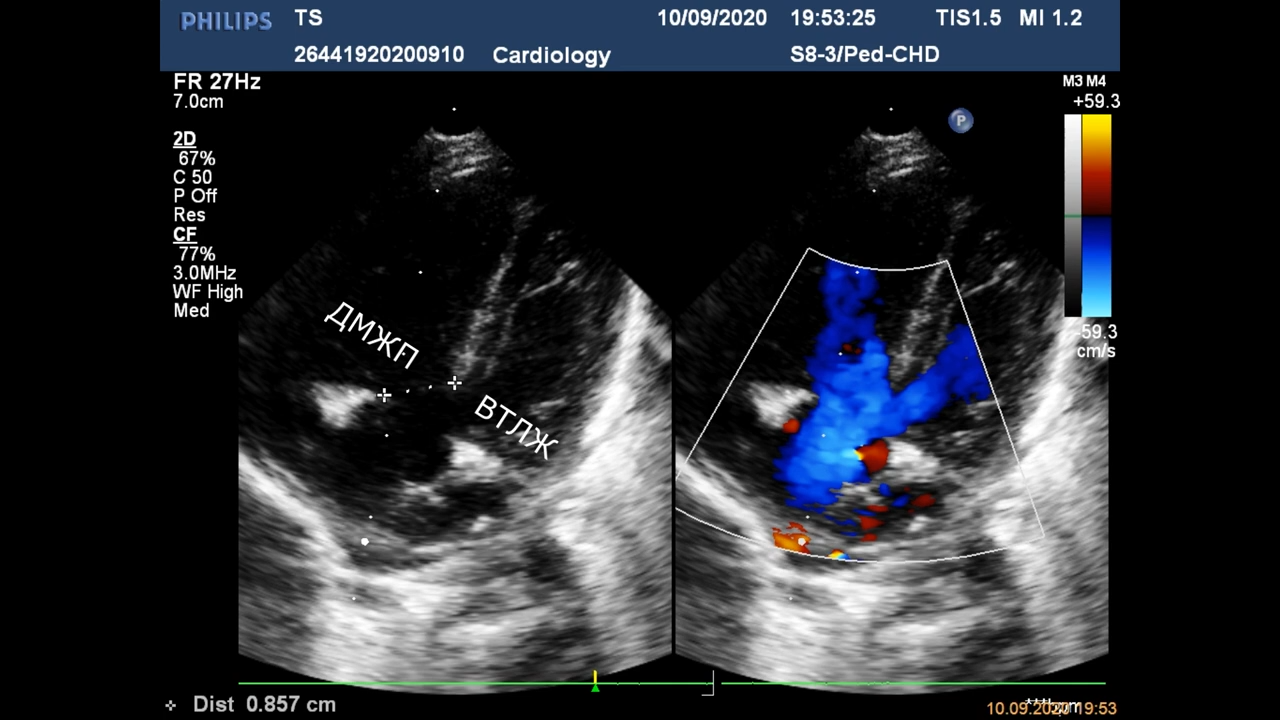 PHILIPS TS 10/09/2020 19:53:25 TIS1.5 MI 1.2
26441920200910 Cardiology S8-3/Ped-CHD
FR 27Hz
7.0cm
2D
67%
C 50
P Off
Res
CF
77%
3.0MHz
WF High
Med
ДМЖП
ВТЛЖ
P
M3 M4
+59.3
-59.3
cm/s
Dist 0.857 cm
***bpm
10.09.2020 19:53